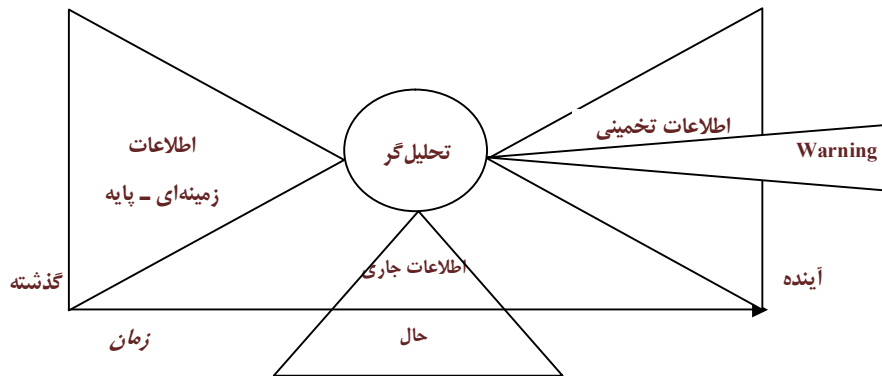 تحلیل‌گر
اطلاعات
زمینه‌ای ـ پایه
اطلاعات تخمینی
Warning
اطلاعات جاری
گذشته
آینده
زمان
حال